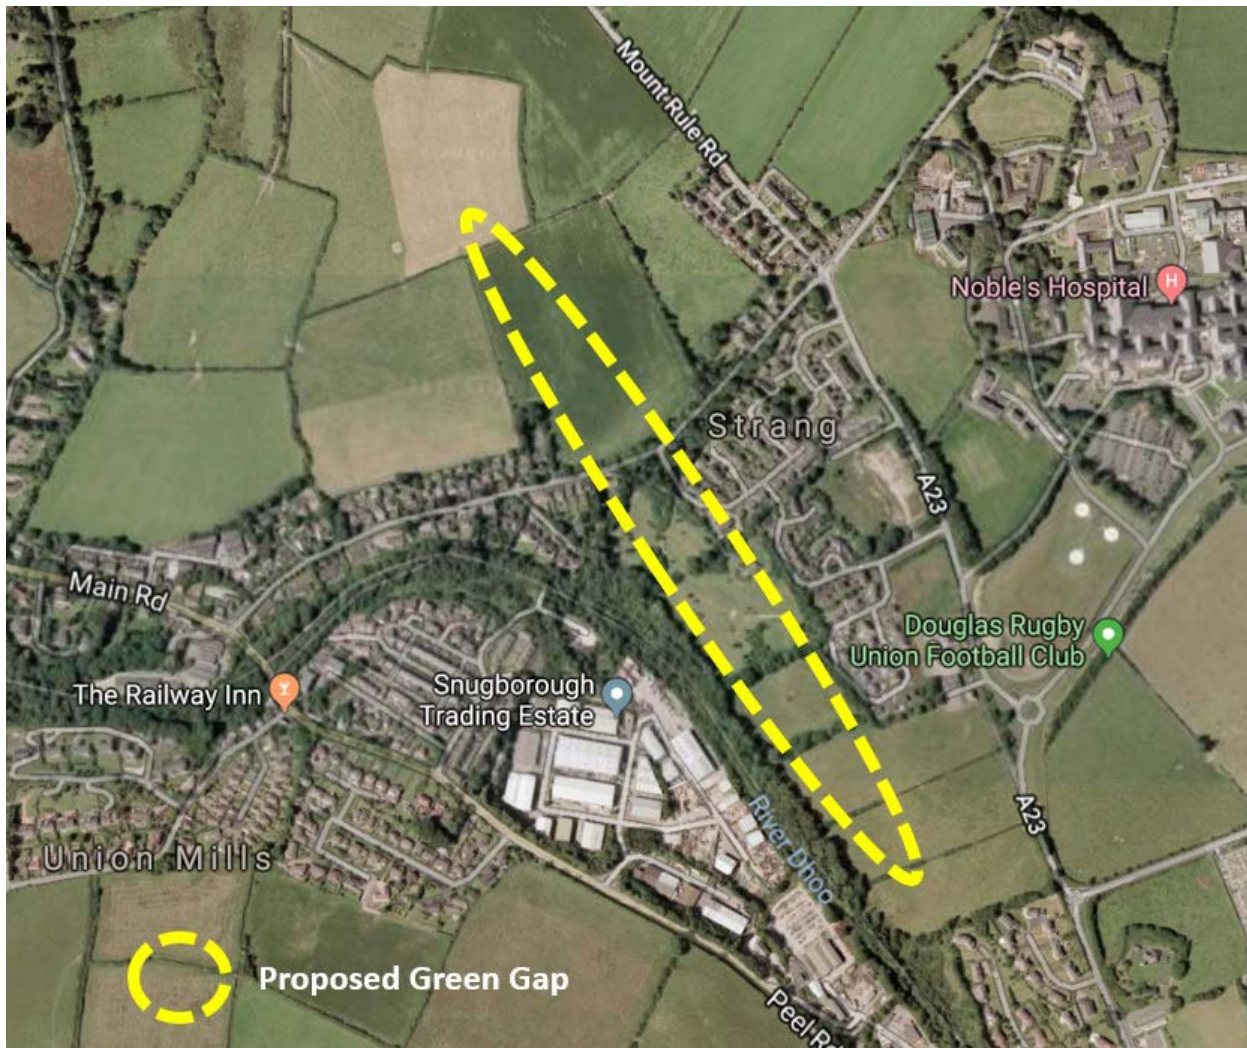 Mount-Rule Rd
Noble's Hospital
H
Strang
A23
Main Rd
Douglas Rugby
Union Football Club
The Railway Inn
Snugborough
Trading Estate
River Dhoo
A23
Union Mills
Proposed Green Gap
Peel Rd